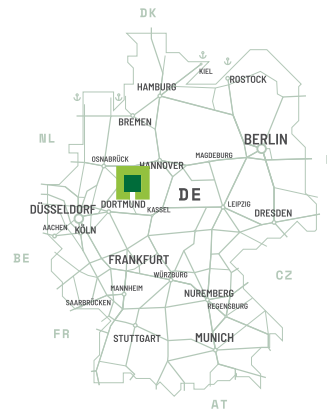 DK
KIEL
ROSTOCK
HAMBURG
BREMEN
NL
BERLIN
OSNABRÜCK
HANNOVER
MAGDEBURG
DE
DÜSSELDORF
DORTMUND
KASSEL
LEIPZIG
DRESDEN
AACHEN
KÖLN
BE
FRANKFURT
WÜRZBURG
CZ
MANNHEIM
NUREMBERG
SAARBRÜCKEN
REGENSBURG
FR
STUTTGART
MUNICH
AT